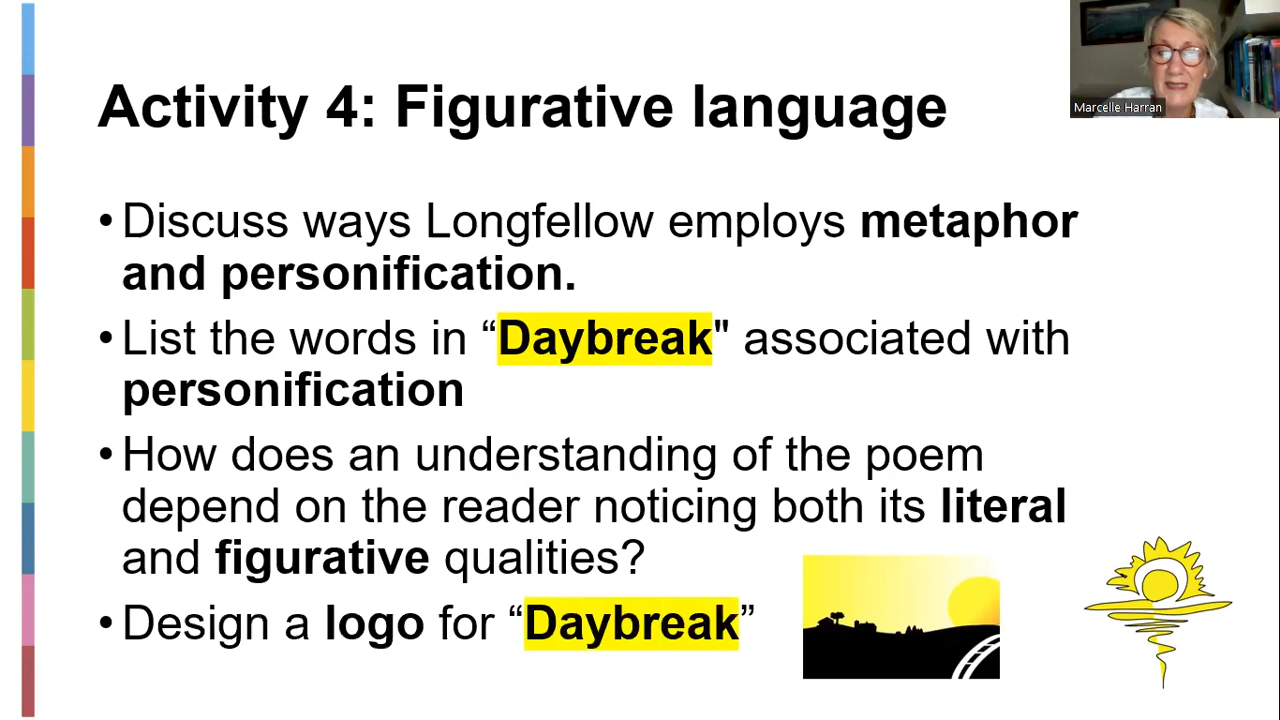 Activity 4: Figurative language
Marcelle Harran
•Discuss ways Longfellow employs metaphor
and personification.
•List the words in “Daybreak" associated with
personification
•How does an understanding of the poem
depend on the reader noticing both its literal
and figurative qualities?
•Design a logo for “Daybreak”